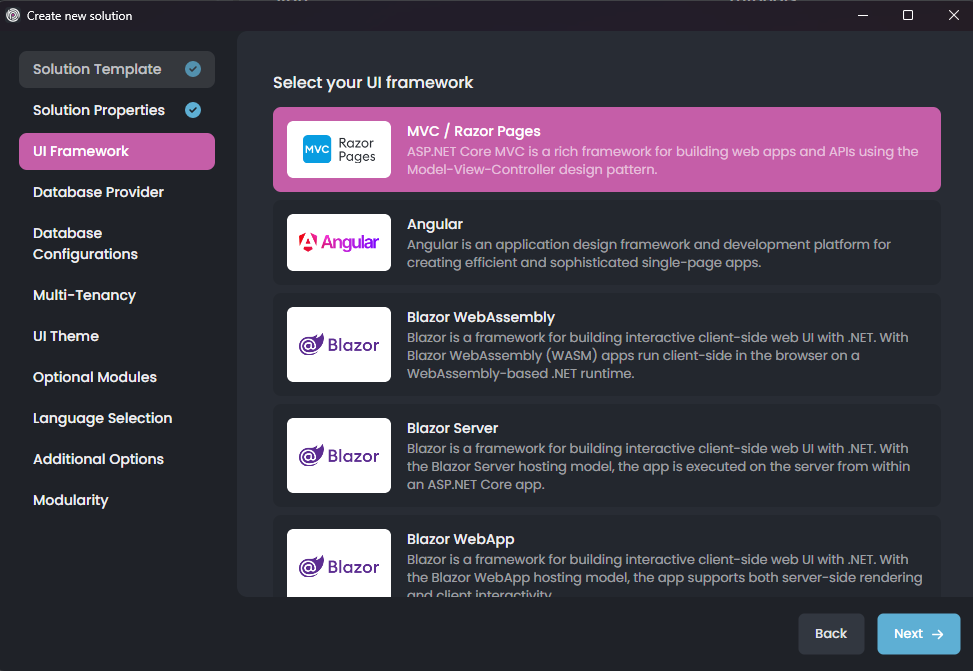 Create new solution
Solution Template
Solution Properties
UI Framework
Database Provider
Database
Configurations
Multi-Tenancy
UI Theme
Optional Modules
Language Selection
Additional Options
Modularity
Select your UI framework
MVC
Razor
Pages
MVC / Razor Pages
ASP.NET Core MVC is a rich framework for building web apps and APIs using the
Model-View-Controller design pattern.
Angular
Angular
Angular is an application design framework and development platform for
creating efficient and sophisticated single-page apps.
Blazor
Blazor WebAssembly
Blazor is a framework for building interactive client-side web UI with .NET. With
Blazor WebAssembly (WASM) apps run client-side in the browser on a
WebAssembly-based .NET runtime.
Blazor
Blazor Server
Blazor is a framework for building interactive client-side web UI with .NET. With
the Blazor Server hosting model, the app is executed on the server from within
an ASP.NET Core app.
Blazor
Blazor WebApp
Blazor is a framework for building interactive client-side web UI with .NET. With
the Blazor WebApp hosting model, the app supports both server-side rendering
and client interactivity.
Back
Next